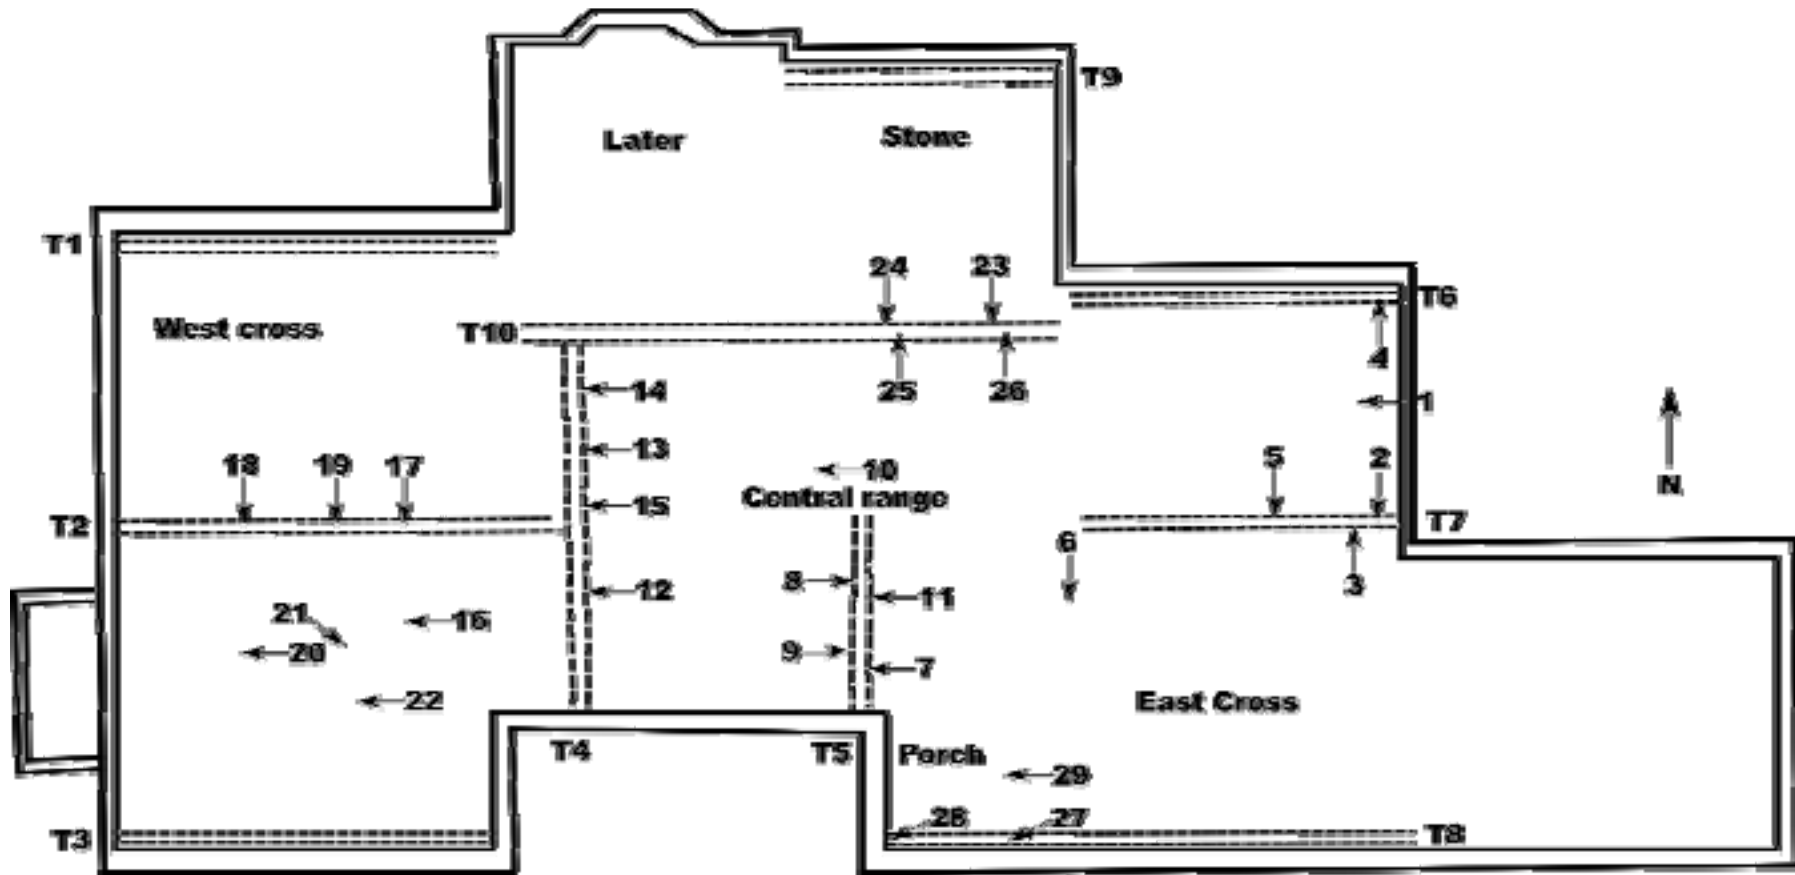 T9
Later Stone
T1
24 23
T6
West cross T10
4
14 25 26
1
13
18 19 17 5 2
10
N
Central range
15
T2 T7
6
8 3
12 11
21 16
20 9
7
22 East Cross
T4 T5 Porch
29
28 27
T3 T8